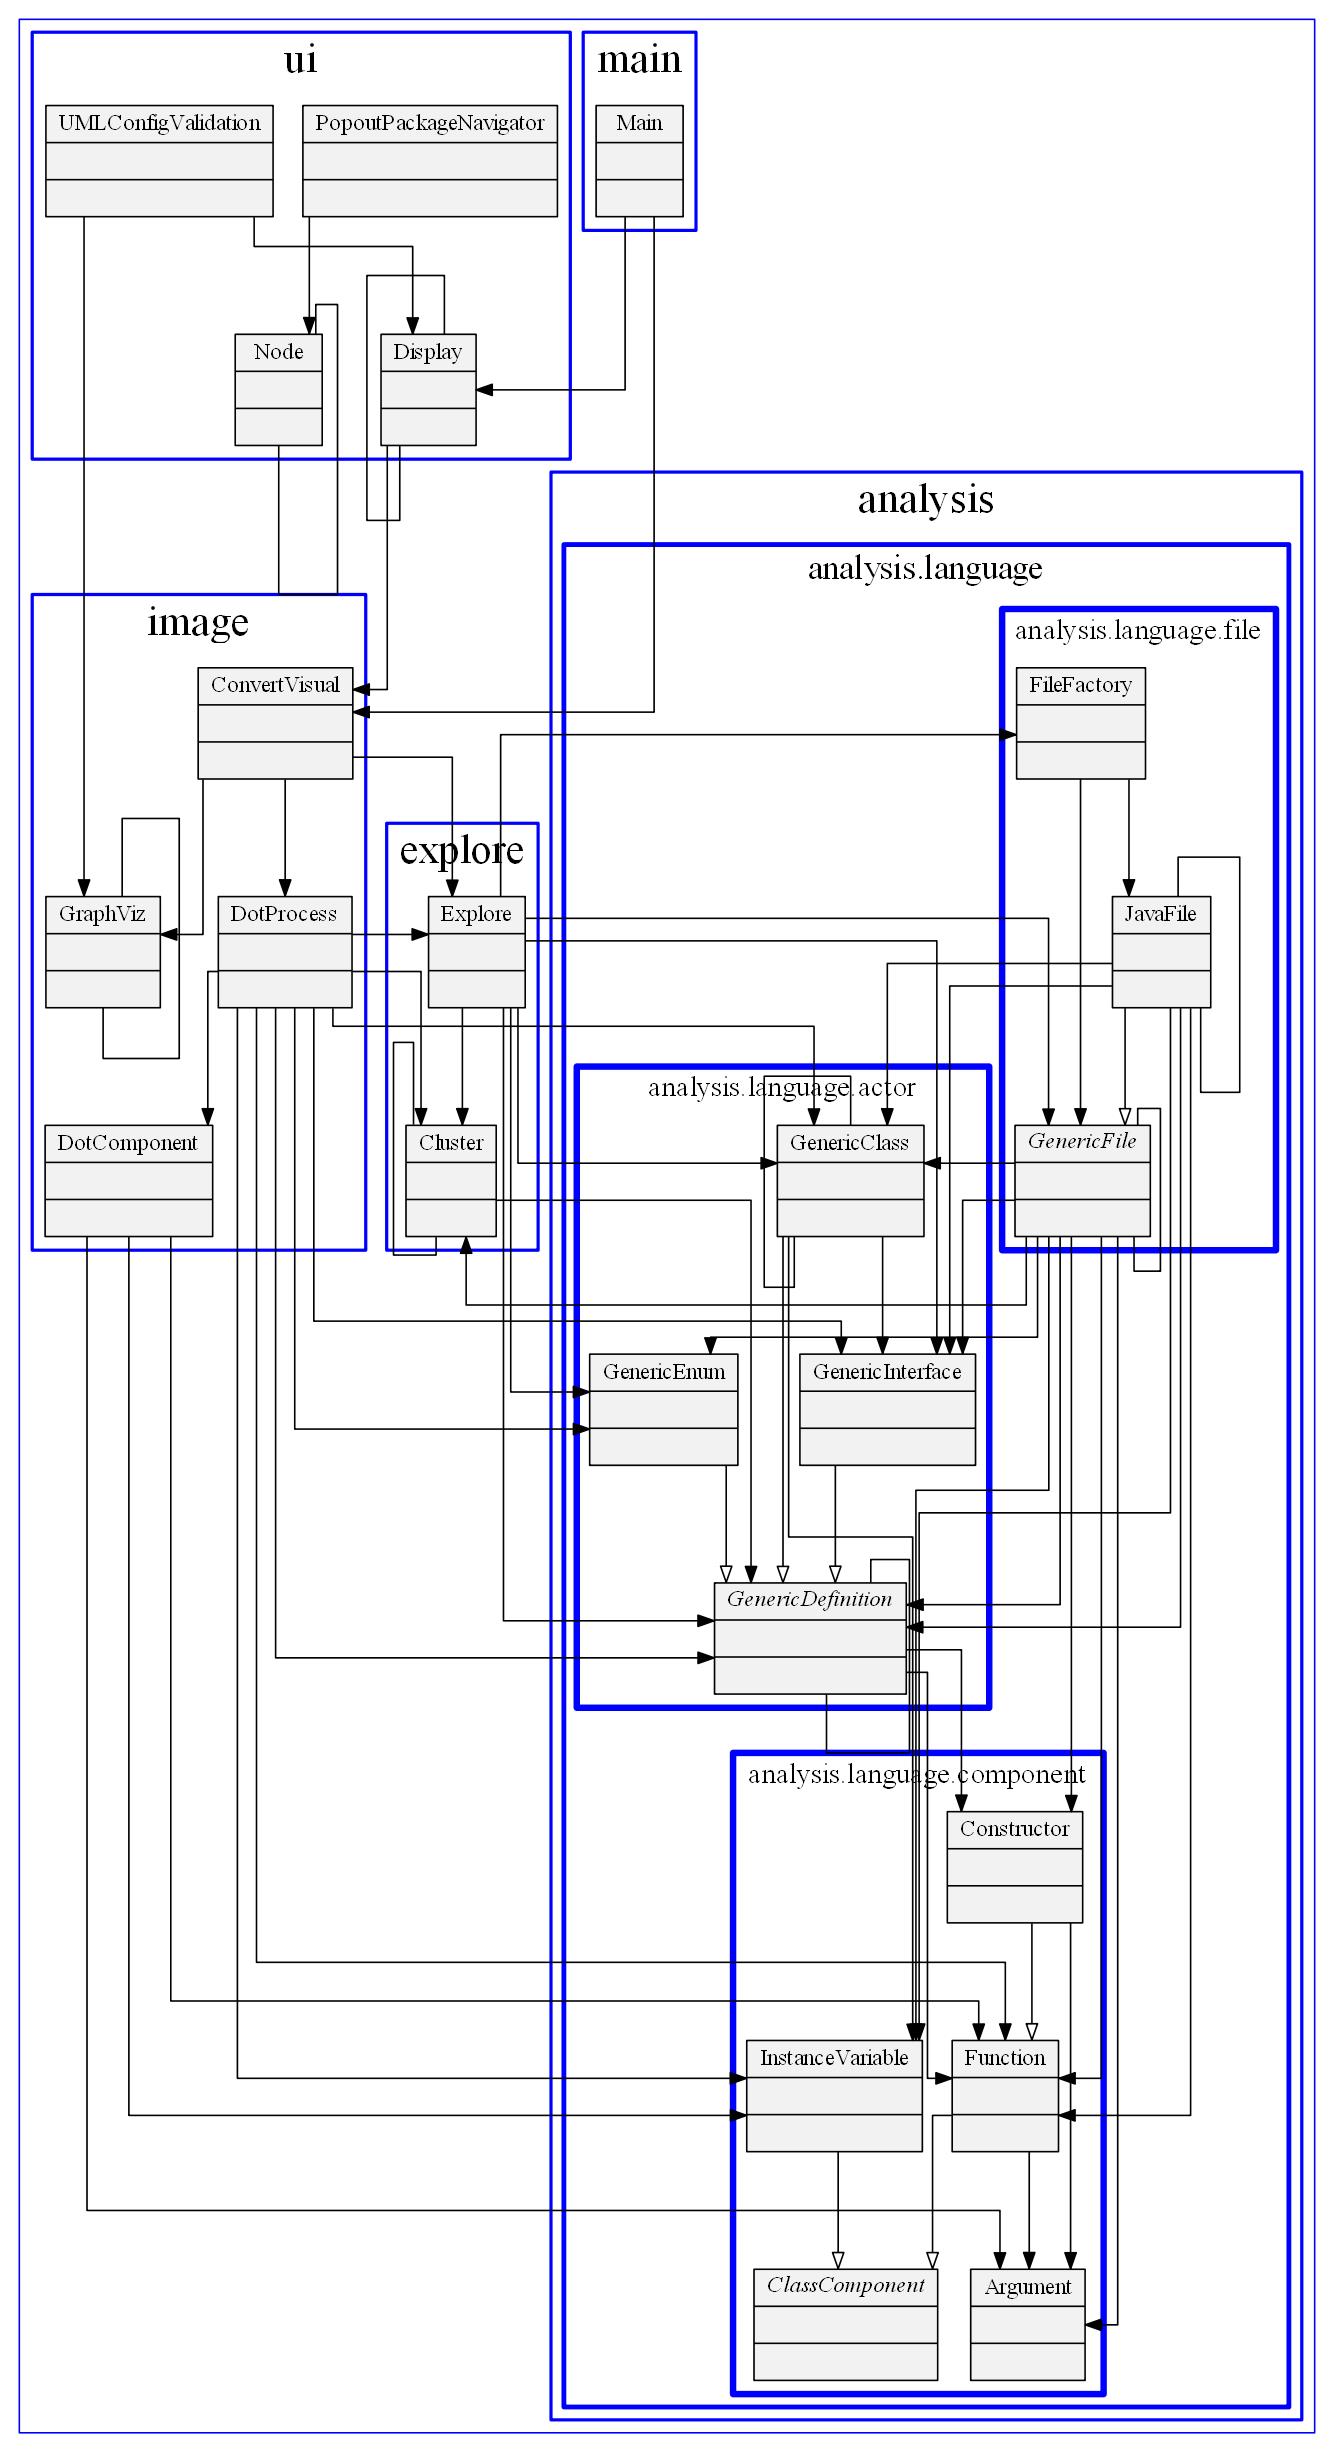 ui
main
UMLConfigValidation
PopoutPackageNavigator
Main
Node
Display
analysis
analysis.language
image
analysis.language.file
ConvertVisual
FileFactory
explore
GraphViz
DotProcess
Explore
JavaFile
analysis.language.actor
DotComponent
Cluster
GenericClass
GenericFile
GenericEnum
GenericInterface
GenericDefinition
analysis.language.component
Constructor
InstanceVariable
Function
ClassComponent
Argument